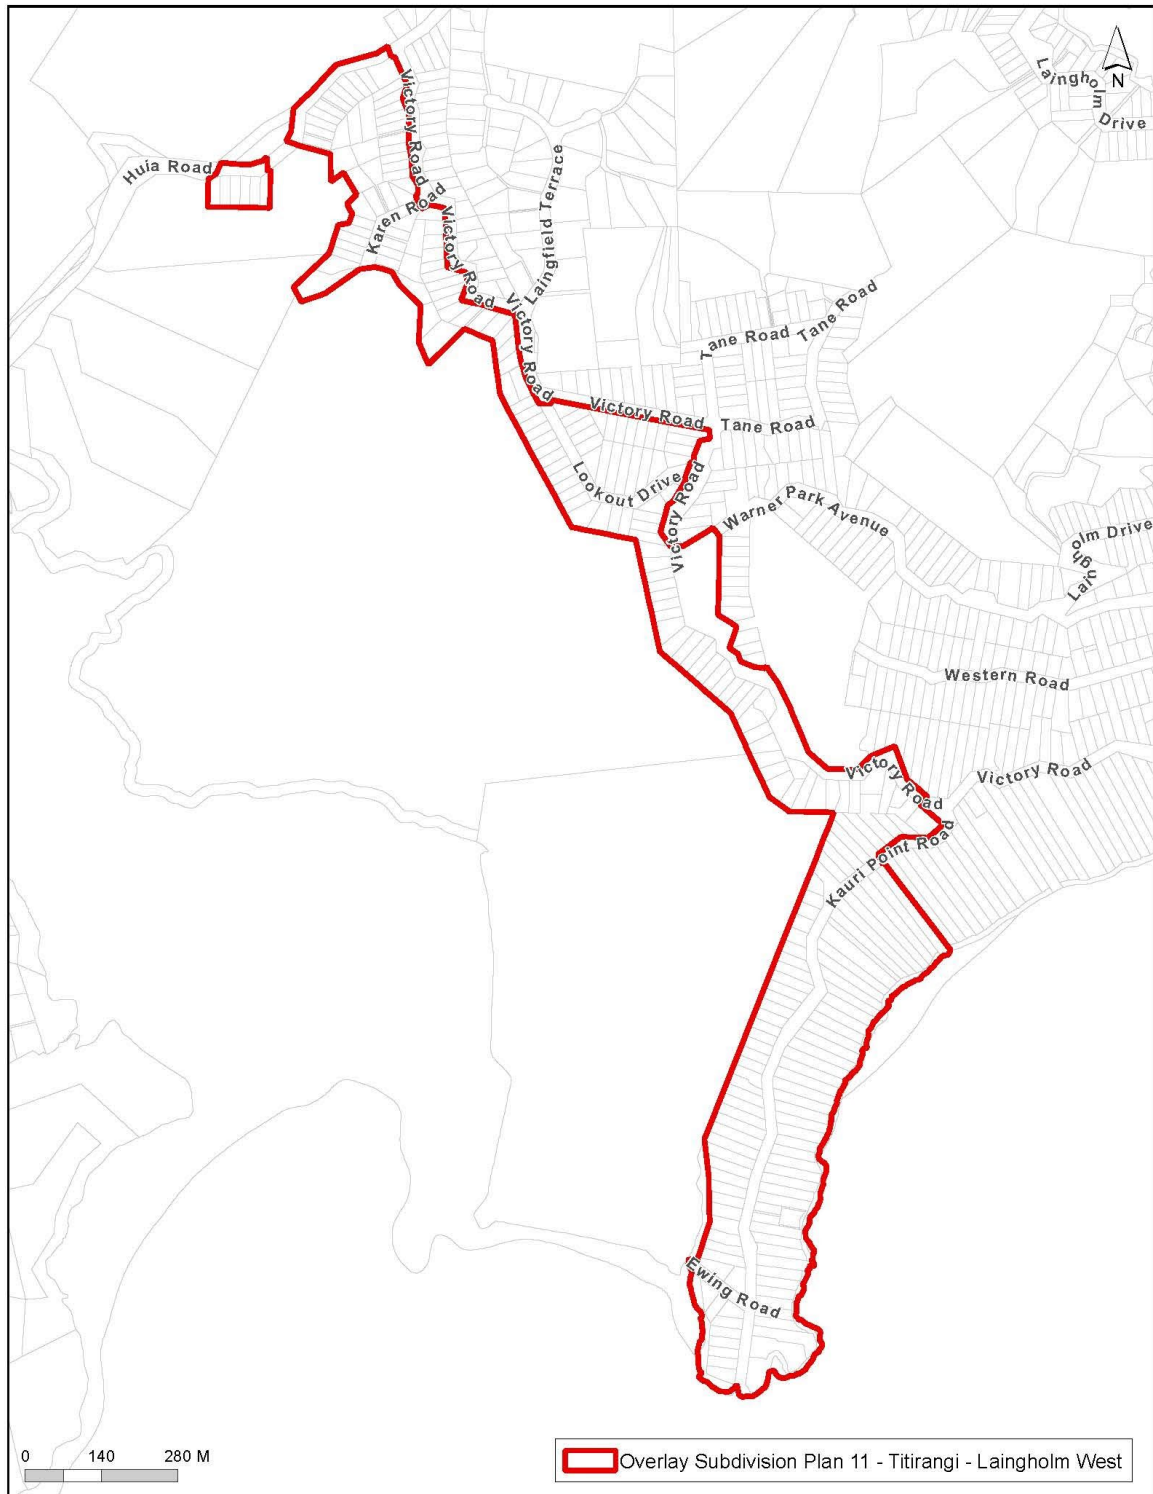 Laingholm Drive
N
Victory Road
Huia Road
Laingfield Terrace
Karen Road
Victory Road
Tane Road
Victory Road
Tane Road
Victory Road
Tane Road
Lookout Drive
Victory Road
Warner Park Avenue
Laingholm Drive
Western Road
Victory Road
Victory Road
Kauri Point Road
Ewing Road
0 140 280 M
Overlay Subdivision Plan 11 - Titirangi - Laingholm West